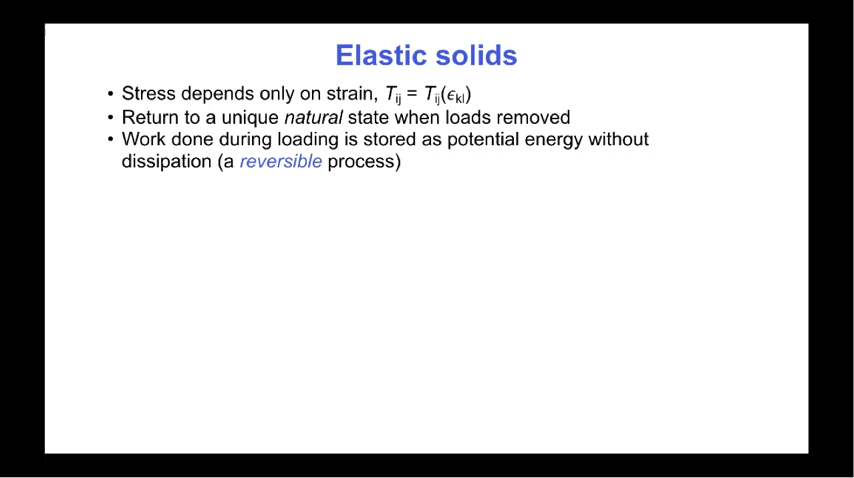 Elastic solids
• Stress depends only on strain, Tij = Tij(ϵkl)
• Return to a unique natural state when loads removed
• Work done during loading is stored as potential energy without
dissipation (a reversible process)